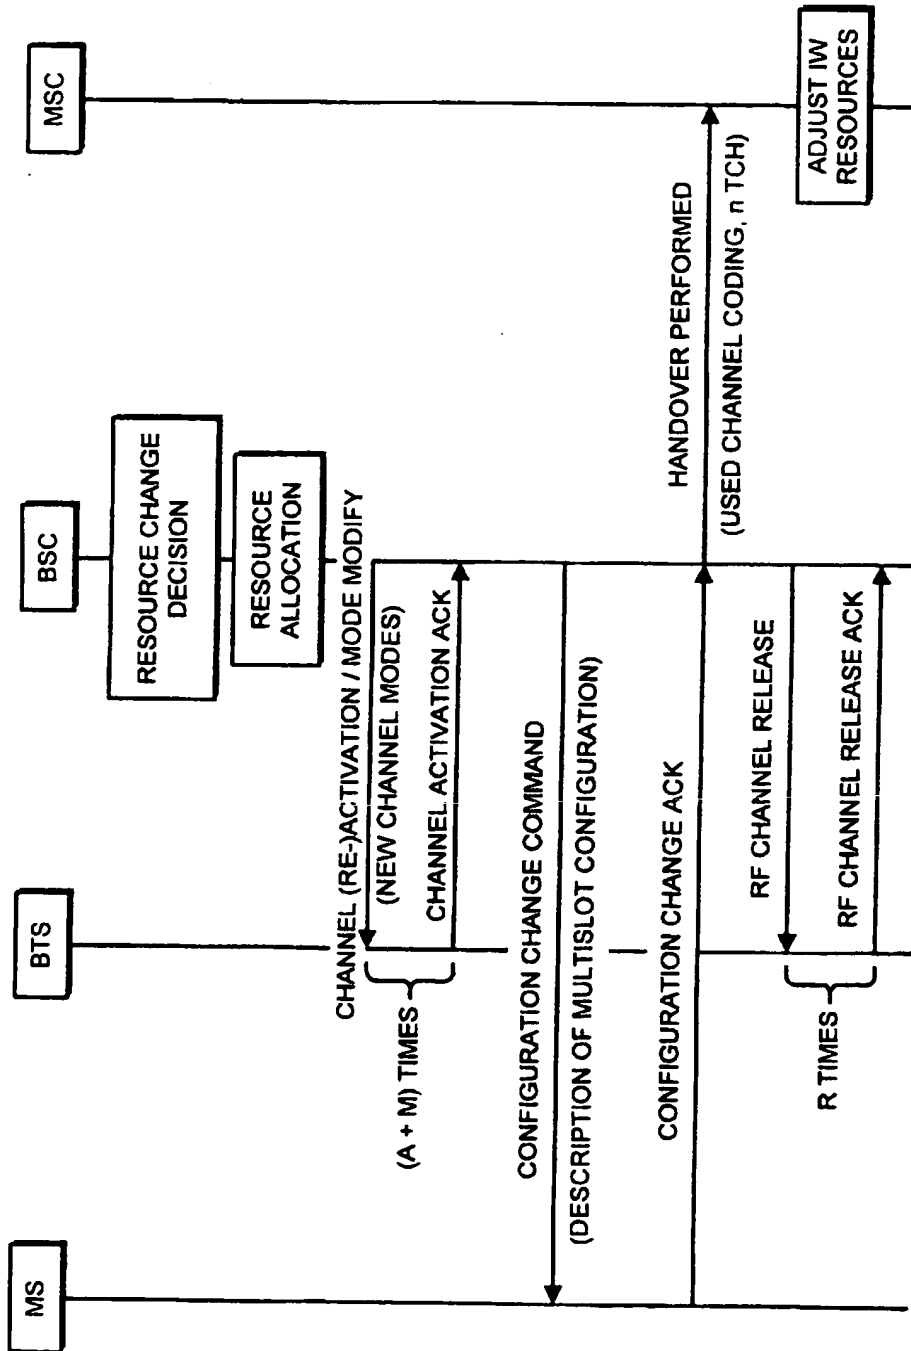 MS
BTS
BSC
MSC
RESOURCE CHANGE
DECISION
RESOURCE
ALLOCATION
CHANNEL (RE-)ACTIVATION / MODE MODIFY
(NEW CHANNEL MODES)
CHANNEL ACTIVATION ACK
(A + M) TIMES
CONFIGURATION CHANGE COMMAND
(DESCRIPTION OF MULTISLOT CONFIGURATION)
CONFIGURATION CHANGE ACK
HANDOVER PERFORMED
(USED CHANNEL CODING, n TCH)
RF CHANNEL RELEASE
R TIMES
RF CHANNEL RELEASE ACK
ADJUST IW
RESOURCES